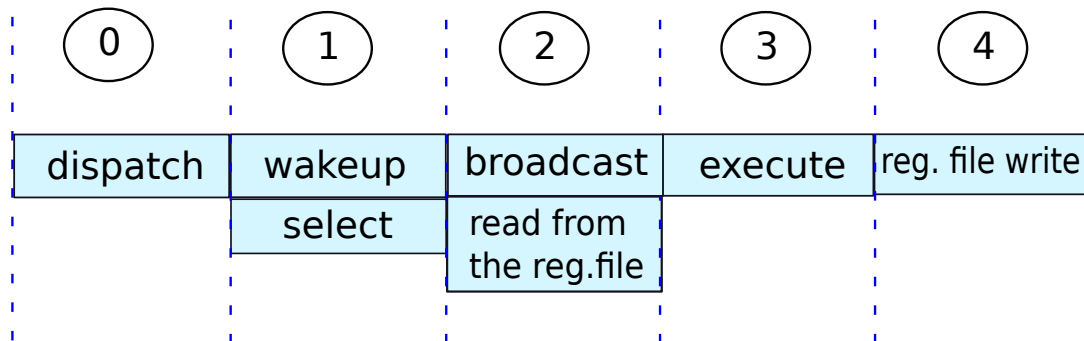 0 1 2 3 4
dispatch wakeup broadcast execute reg. file write
select read from
the reg.file